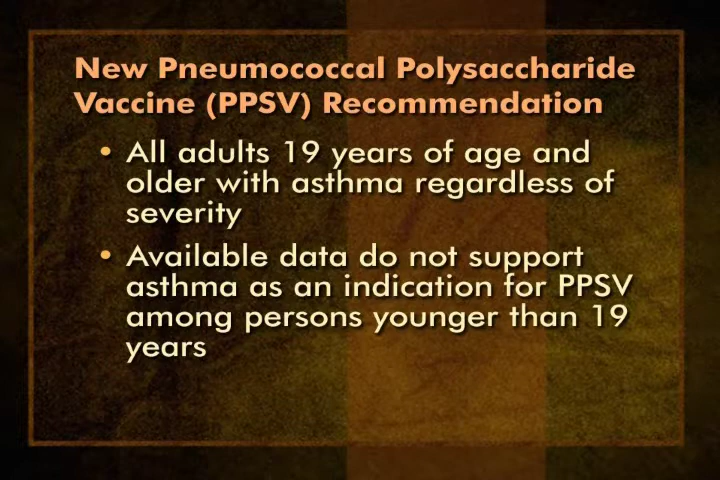 New Pneumococcal Polysaccharide
Vaccine (PPSV) Recommendation
• All adults 19 years of age and
older with asthma regardless of
severity
• Available data do not support
asthma as an indication for PPSV
among persons younger than 19
years